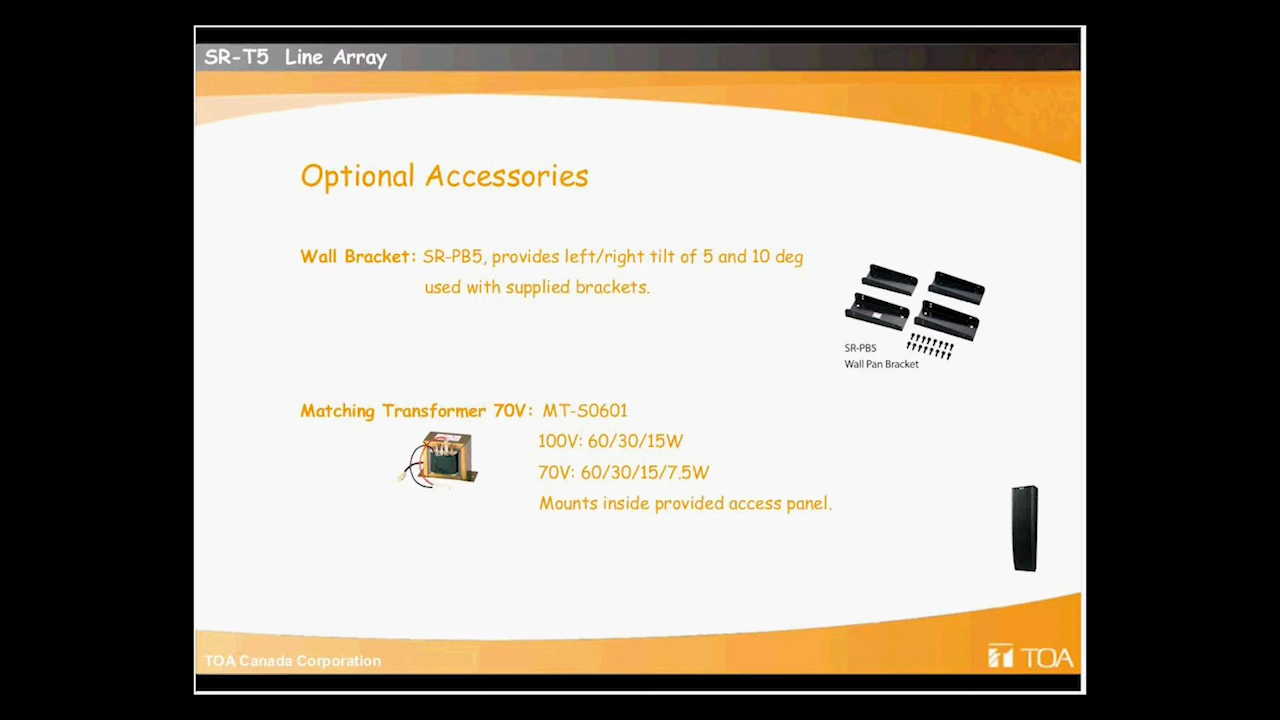 SR-T5 Line Array
Optional Accessories
Wall Bracket: SR-PB5, provides left/right tilt of 5 and 10 deg
used with supplied brackets.
SR-PB5
Wall Pan Bracket
Matching Transformer 70V: MT-S0601
100V: 60/30/15W
70V: 60/30/15/7.5W
Mounts inside provided access panel.
TOA Canada Corporation
TOA